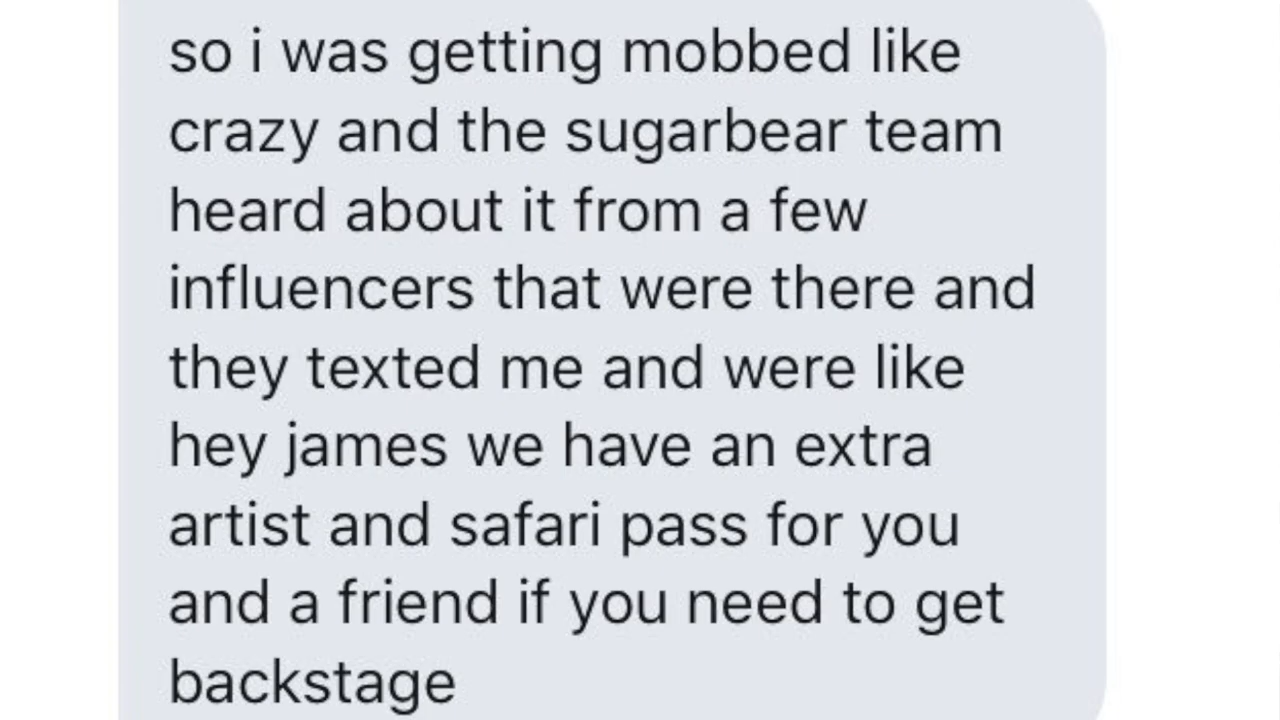 so i was getting mobbed like
crazy and the sugarbear team
heard about it from a few
influencers that were there and
they texted me and were like
hey james we have an extra
artist and safari pass for you
and a friend if you need to get
backstage